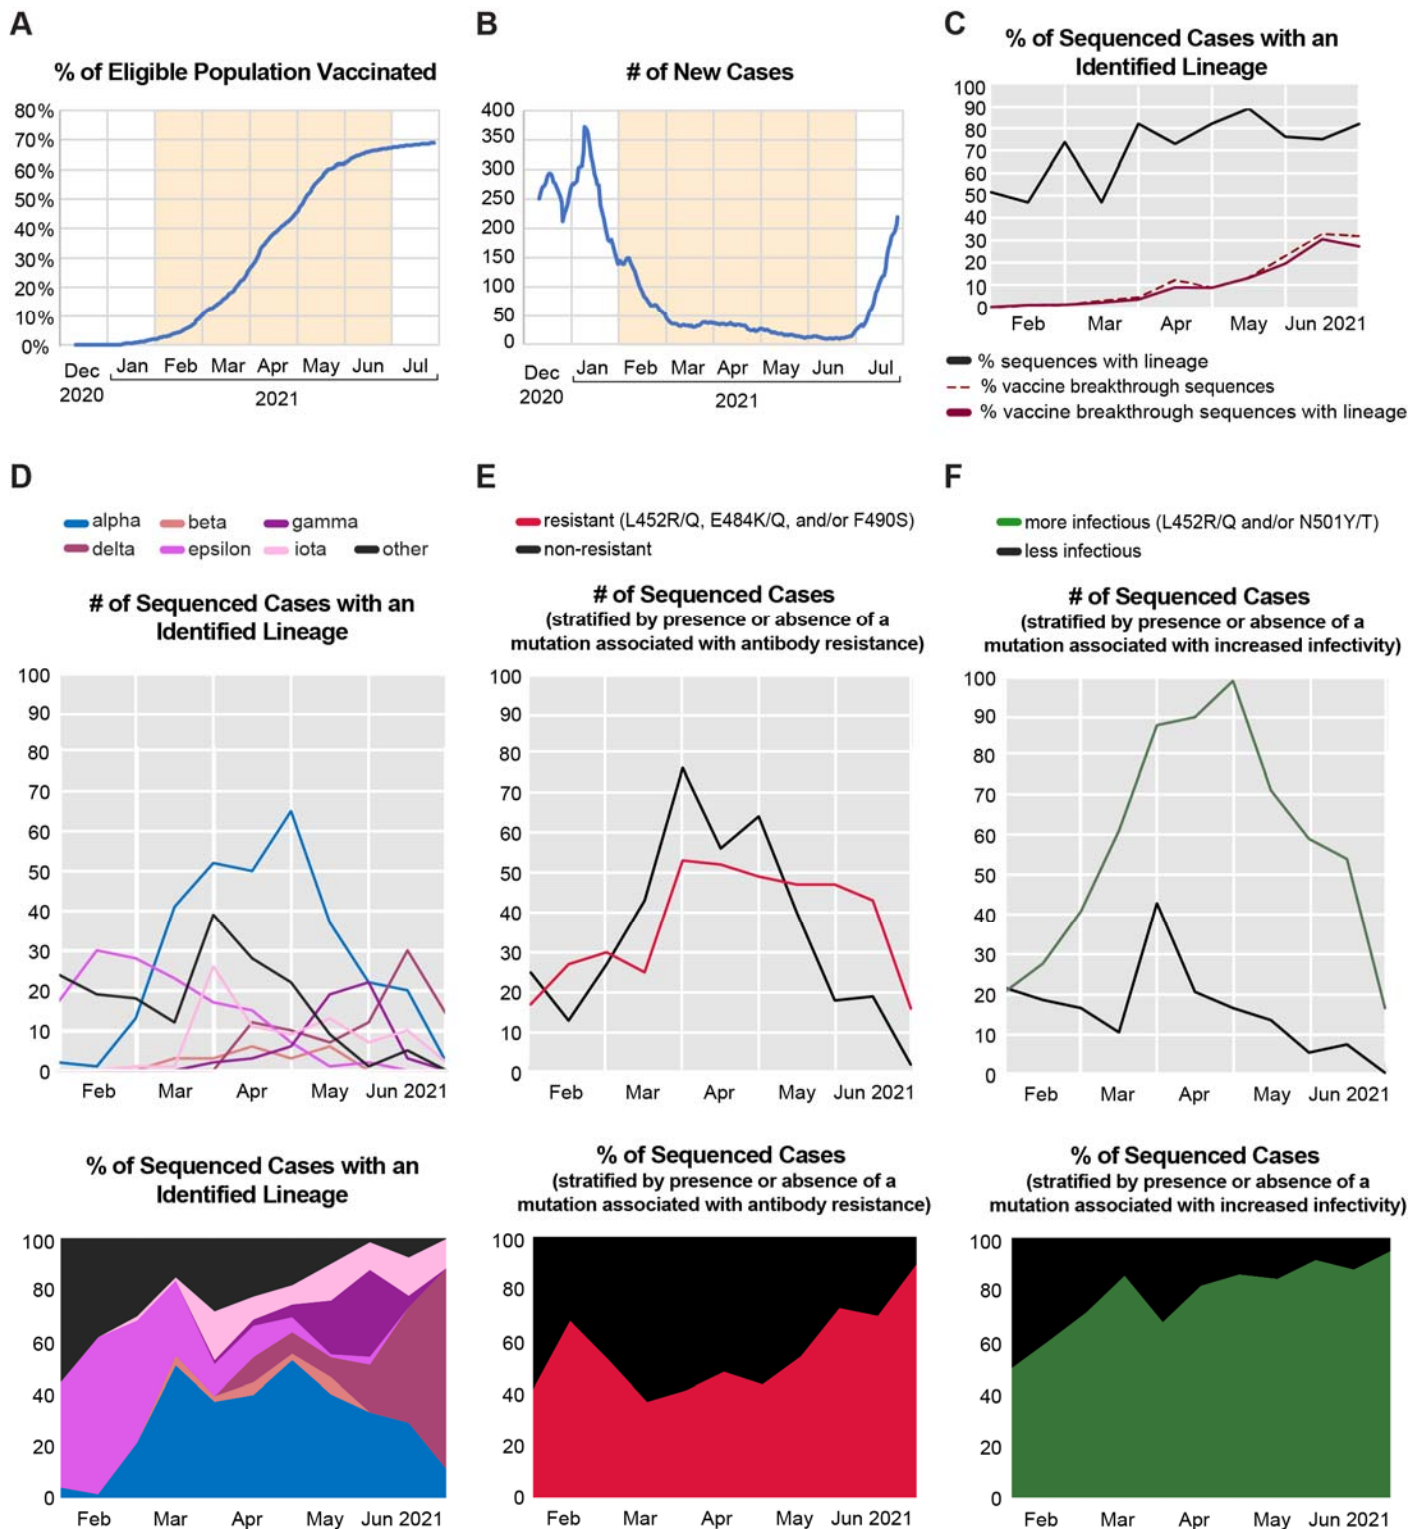 A
% of Eligible Population Vaccinated
80%
70%
60%
50%
40%
30%
20%
10%
0%
Dec Jan Feb Mar Apr May Jun Jul
2020 2021
B
# of New Cases
400
350
300
250
200
150
100
50
0
Dec Jan Feb Mar Apr May Jun Jul
2020 2021
C
% of Sequenced Cases with an
Identified Lineage
100
90
80
70
60
50
40
30
20
10
0
Feb Mar Apr May Jun 2021
% sequences with lineage
% vaccine breakthrough sequences
% vaccine breakthrough sequences with lineage
D
alpha beta gamma
delta epsilon iota other
# of Sequenced Cases with an
Identified Lineage
100
90
80
70
60
50
40
30
20
10
0
Feb Mar Apr May Jun 2021
% of Sequenced Cases with an
Identified Lineage
100
80
60
40
20
0
Feb Mar Apr May Jun 2021
E
resistant (L452R/Q, E484K/Q, and/or F490S)
non-resistant
# of Sequenced Cases
(stratified by presence or absence of a
mutation associated with antibody resistance)
100
90
80
70
60
50
40
30
20
10
0
Feb Mar Apr May Jun 2021
% of Sequenced Cases
(stratified by presence or absence of a
mutation associated with antibody resistance)
100
80
60
40
20
0
Feb Mar Apr May Jun 2021
F
more infectious (L452R/Q and/or N501Y/T)
less infectious
# of Sequenced Cases
(stratified by presence or absence of a
mutation associated with increased infectivity)
100
90
80
70
60
50
40
30
20
10
0
Feb Mar Apr May Jun 2021
% of Sequenced Cases
(stratified by presence or absence of a
mutation associated with increased infectivity)
100
80
60
40
20
0
Feb Mar Apr May Jun 2021